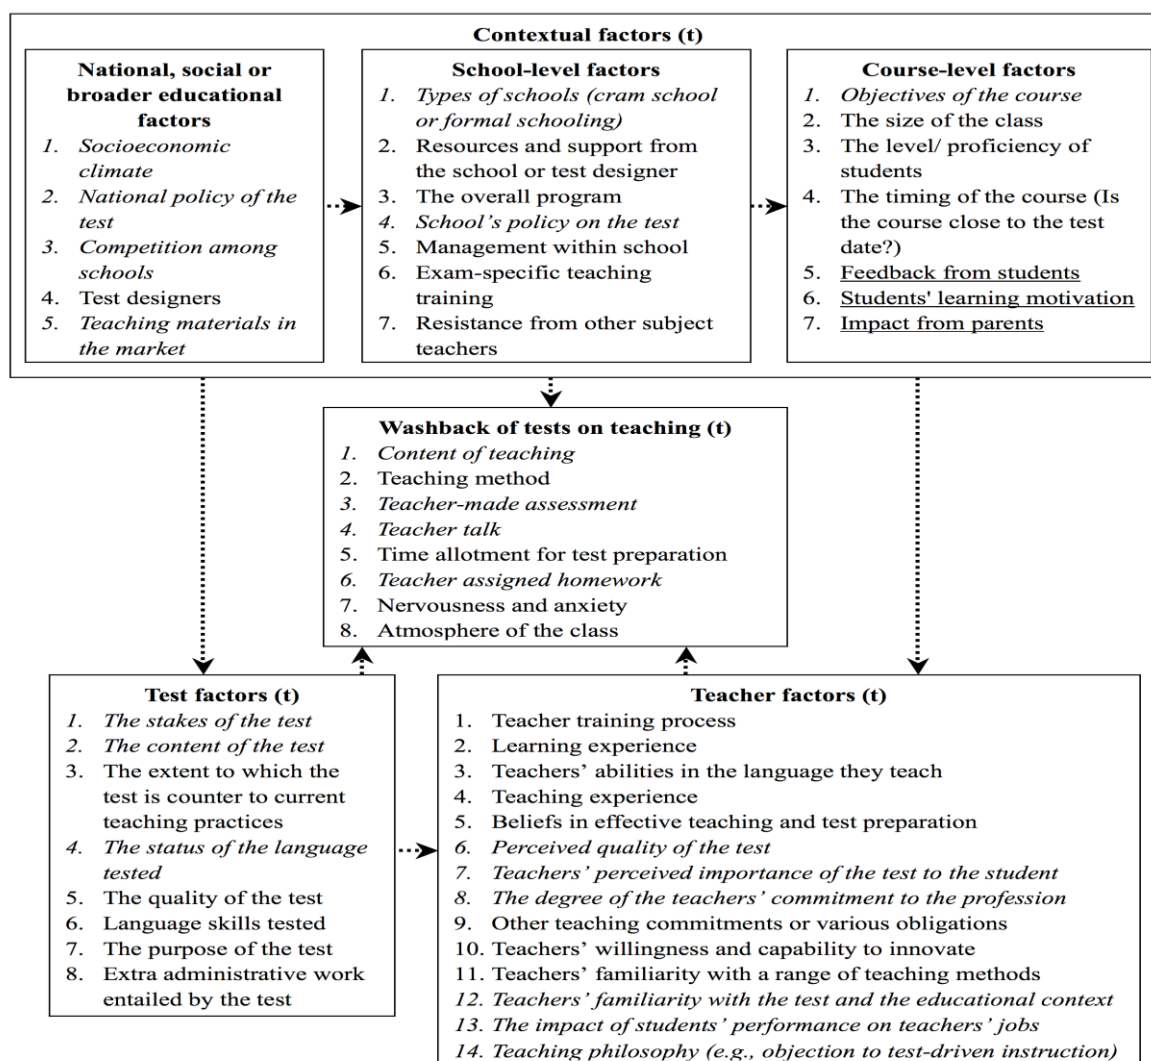 Contextual factors (t)
National, social or
broader educational
factors
1. Socioeconomic
climate
2. National policy of the
test
3. Competition among
schools
4. Test designers
5. Teaching materials in
the market
School-level factors
1. Types of schools (cram school
or formal schooling)
2. Resources and support from
the school or test designer
3. The overall program
4. School’s policy on the test
5. Management within school
6. Exam-specific teaching
training
7. Resistance from other subject
teachers
Course-level factors
1. Objectives of the course
2. The size of the class
3. The level/ proficiency of
students
4. The timing of the course (Is
the course close to the test
date?)
5. Feedback from students
6. Students' learning motivation
7. Impact from parents
Washback of tests on teaching (t)
1. Content of teaching
2. Teaching method
3. Teacher-made assessment
4. Teacher talk
5. Time allotment for test preparation
6. Teacher assigned homework
7. Nervousness and anxiety
8. Atmosphere of the class
Test factors (t)
1. The stakes of the test
2. The content of the test
3. The extent to which the
test is counter to current
teaching practices
4. The status of the language
tested
5. The quality of the test
6. Language skills tested
7. The purpose of the test
8. Extra administrative work
entailed by the test
Teacher factors (t)
1. Teacher training process
2. Learning experience
3. Teachers’ abilities in the language they teach
4. Teaching experience
5. Beliefs in effective teaching and test preparation
6. Perceived quality of the test
7. Teachers’ perceived importance of the test to the student
8. The degree of the teachers’ commitment to the profession
9. Other teaching commitments or various obligations
10. Teachers’ willingness and capability to innovate
11. Teachers’ familiarity with a range of teaching methods
12. Teachers’ familiarity with the test and the educational context
13. The impact of students’ performance on teachers’ jobs
14. Teaching philosophy (e.g., objection to test-driven instruction)